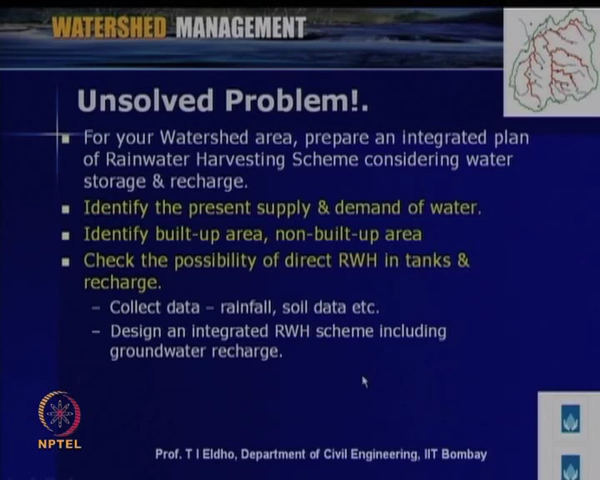 WATERSHED MANAGEMENT
Unsolved Problem!.
For your Watershed area, prepare an integrated plan
of Rainwater Harvesting Scheme considering water
storage & recharge.
Identify the present supply & demand of water.
Identify built-up area, non-built-up area
Check the possibility of direct RWH in tanks &
recharge.
– Collect data – rainfall, soil data etc.
– Design an integrated RWH scheme including
groundwater recharge.
NPTEL
Prof. T I Eldho, Department of Civil Engineering, IIT Bombay